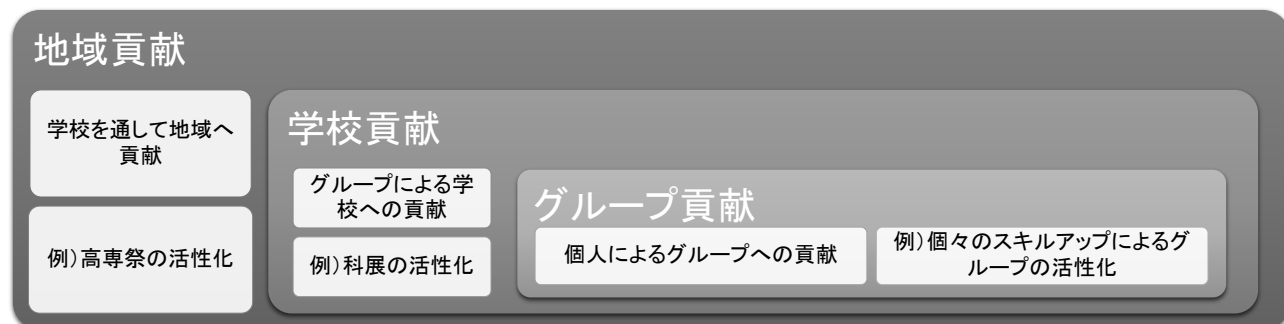 地域貢献
学校を通して地域へ
貢献
例)高専祭の活性化
学校貢献
グループによる学
校への貢献
例)科展の活性化
グループ貢献
個人によるグループへの貢献
例)個々のスキルアップによるグ
ループの活性化